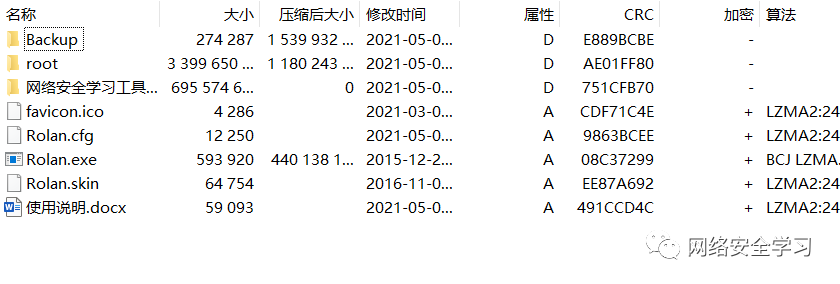 名称 大小 压缩后大小 修改时间 属性 CRC 加密 算法
Backup 274 287 1 539 932 ... 2021-05-0... D E889BCBE -
root 3 399 650 ... 1 180 243 ... 2021-05-0... D AE01FF80 -
网络安全学习工具... 695 574 6... 0 2021-05-0... D 751CFB70 -
favicon.ico 4 286 2021-03-0... A CDF71C4E + LZMA2:24
Rolan.cfg 12 250 2021-05-0... A 9863BCEE + LZMA2:24
Rolan.exe 593 920 440 138 1... 2015-12-2... A 08C37299 + BCJ LZMA.
Rolan.skin 64 754 2016-11-0... A EE87A692 + LZMA2:24
使用说明.docx 59 093 2021-05-0... A 491CCD4C + LZMA2:24
网络安全学习